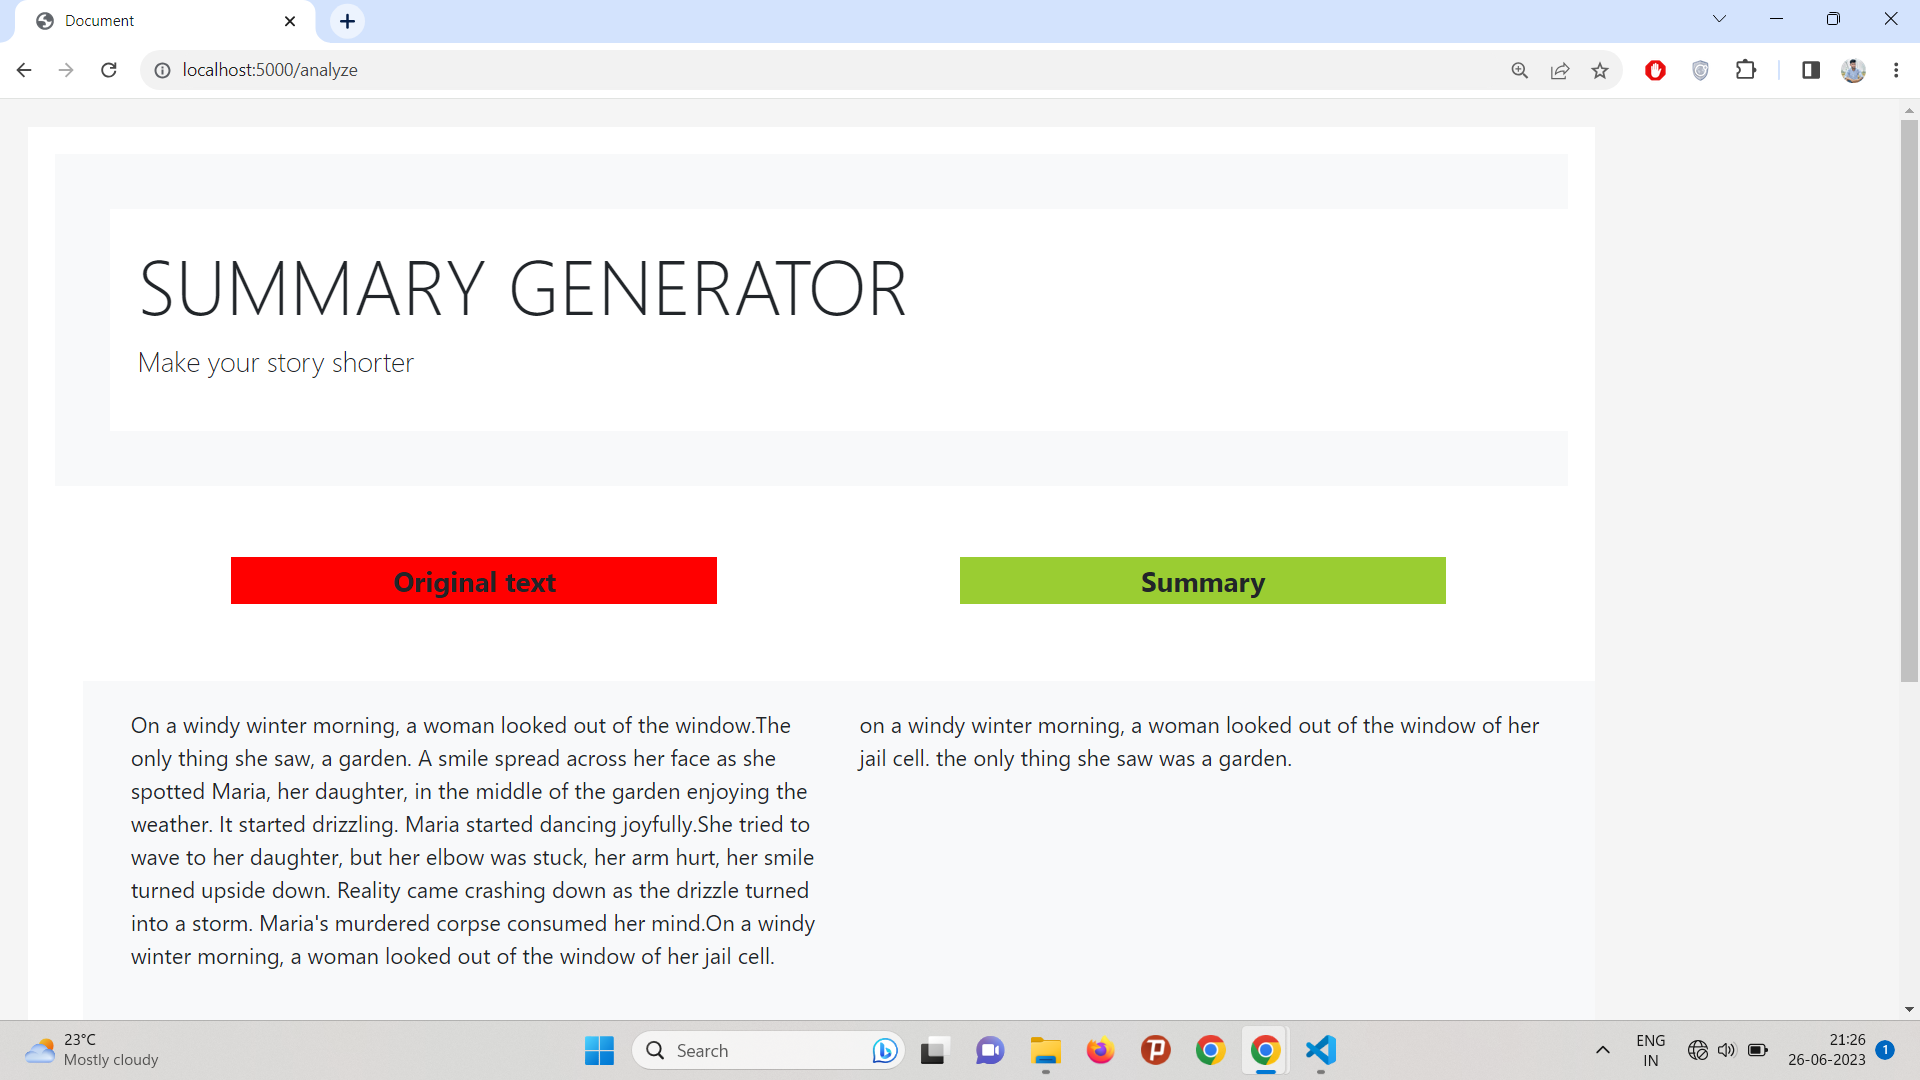 Document
localhost:5000/analyze
SUMMARY GENERATOR
Make your story shorter
Original text
Summary
On a windy winter morning, a woman looked out of the window.The
only thing she saw, a garden. A smile spread across her face as she
spotted Maria, her daughter, in the middle of the garden enjoying the
weather. It started drizzling. Maria started dancing joyfully.She tried to
wave to her daughter, but her elbow was stuck, her arm hurt, her smile
turned upside down. Reality came crashing down as the drizzle turned
into a storm. Maria's murdered corpse consumed her mind.On a windy
winter morning, a woman looked out of the window of her jail cell.
on a windy winter morning, a woman looked out of the window of her
jail cell. the only thing she saw was a garden.
23°C
Mostly cloudy
Search
ENG
IN
21:26
26-06-2023
1